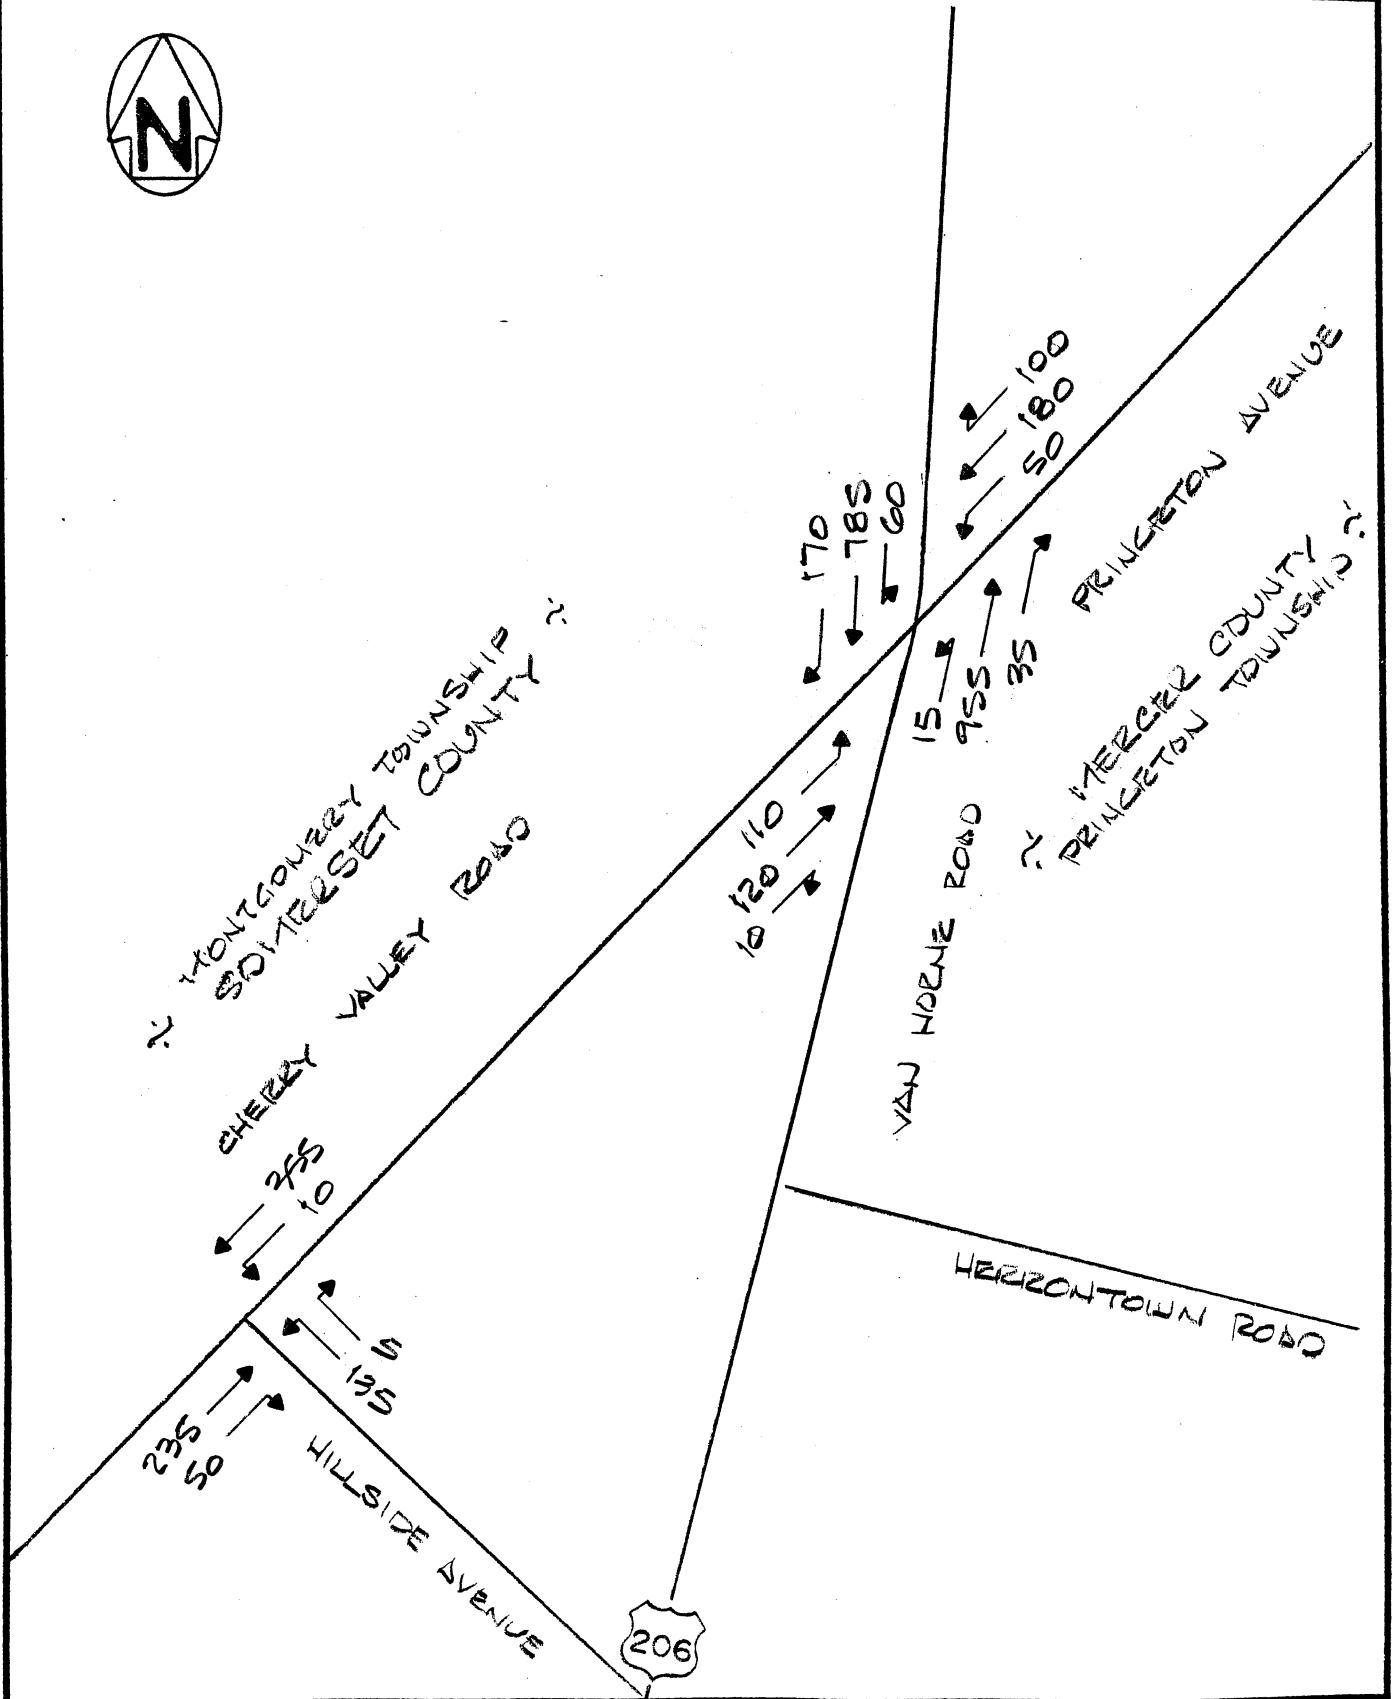 N
100
180
50
170
785
60
PRINCETON AVENUE
15
955
35
MONTGOMERY TOWNSHIP
SOMERSET COUNTY
MERCER COUNTY
PRINCETON TOWNSHIP
110
120
10
CHERRY VALLEY ROAD
VAN HORNE ROAD
255
10
HERRONTOWN ROAD
5
135
235
50
HILLSIDE AVENUE
206